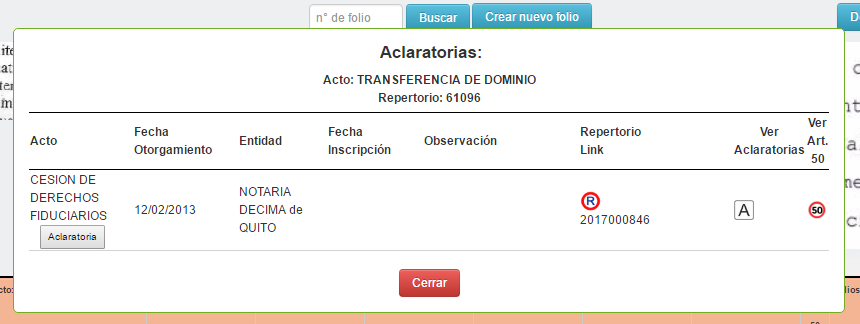 n° de folio Buscar Crear nuevo folio D
Aclaratorias:
Acto: TRANSFERENCIA DE DOMINIO
Repertorio: 61096
Acto Fecha Otorgamiento Entidad Fecha Inscripción Observación Repertorio Link Ver Aclaratorias Ver Art. 50
CESION DE
DERECHOS
FIDUCIARIOS
Aclaratoria
12/02/2013
NOTARIA
DECIMA de
QUITO
R
2017000846
A
50
Cerrar